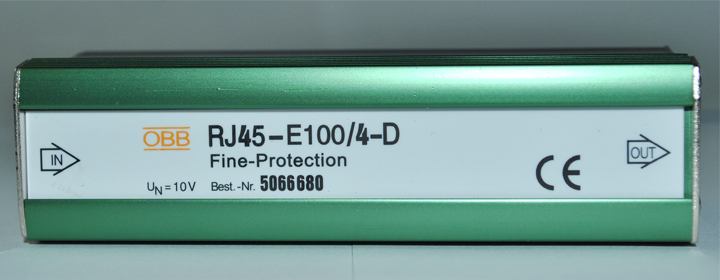 OBB
RJ45-E100/4-D
Fine-Protection
IN
OUT
UN=10V Best.-Nr. 5066680
CE